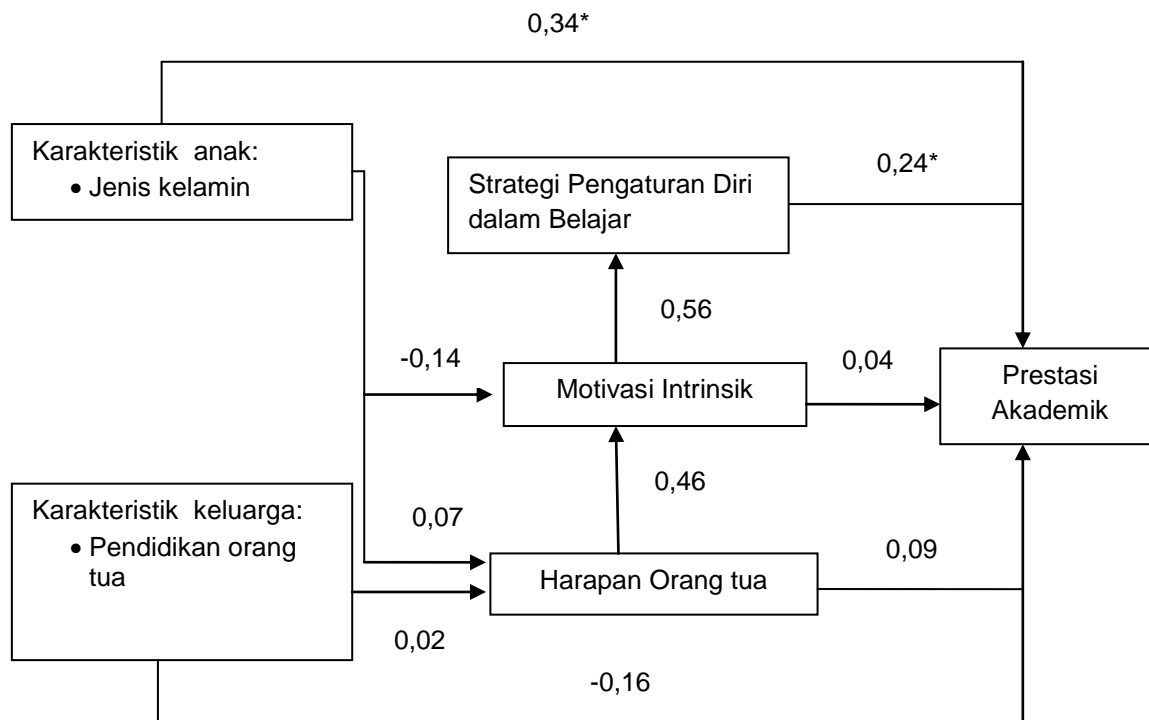 0,34*
Karakteristik anak:
• Jenis kelamin
Strategi Pengaturan Diri
dalam Belajar
0,24*
0,56
-0,14
Motivasi Intrinsik
0,04
Prestasi
Akademik
0,46
Karakteristik keluarga:
• Pendidikan orang
tua
0,07
Harapan Orang tua
0,09
0,02
-0,16